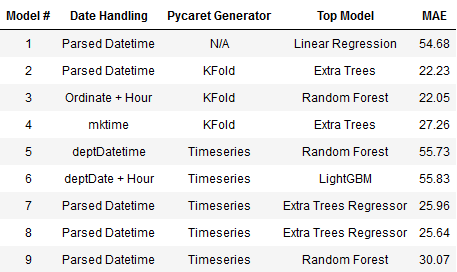 Model # Date Handling Pycaret Generator Top Model MAE
1 Parsed Datetime N/A Linear Regression 54.68
2 Parsed Datetime KFold Extra Trees 22.23
3 Ordinate + Hour KFold Random Forest 22.05
4 mktime KFold Extra Trees 27.26
5 deptDatetime Timeseries Random Forest 55.73
6 deptDate + Hour Timeseries LightGBM 55.83
7 Parsed Datetime Timeseries Extra Trees Regressor 25.96
8 Parsed Datetime Timeseries Extra Trees Regressor 25.64
9 Parsed Datetime Timeseries Random Forest 30.07